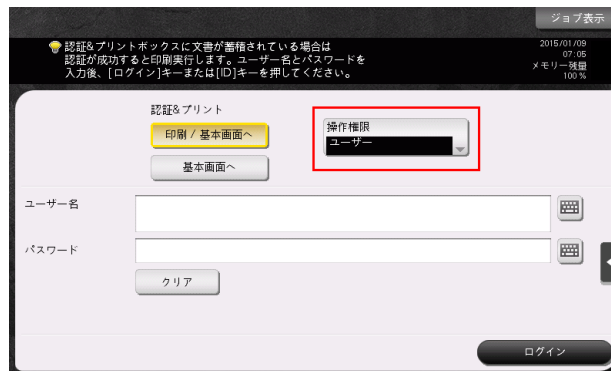 ジョブ表示
認証&プリントボックスに文書が蓄積されている場合は
認証が成功すると印刷実行します。ユーザー名とパスワードを
入力後、[ログイン]キーまたは[ID]キーを押してください。
2015/01/09
07:05
メモリー残量
100 %
認証&プリント
印刷 / 基本画面へ
操作権限
ユーザー
基本画面へ
ユーザー名
パスワード
クリア
ログイン